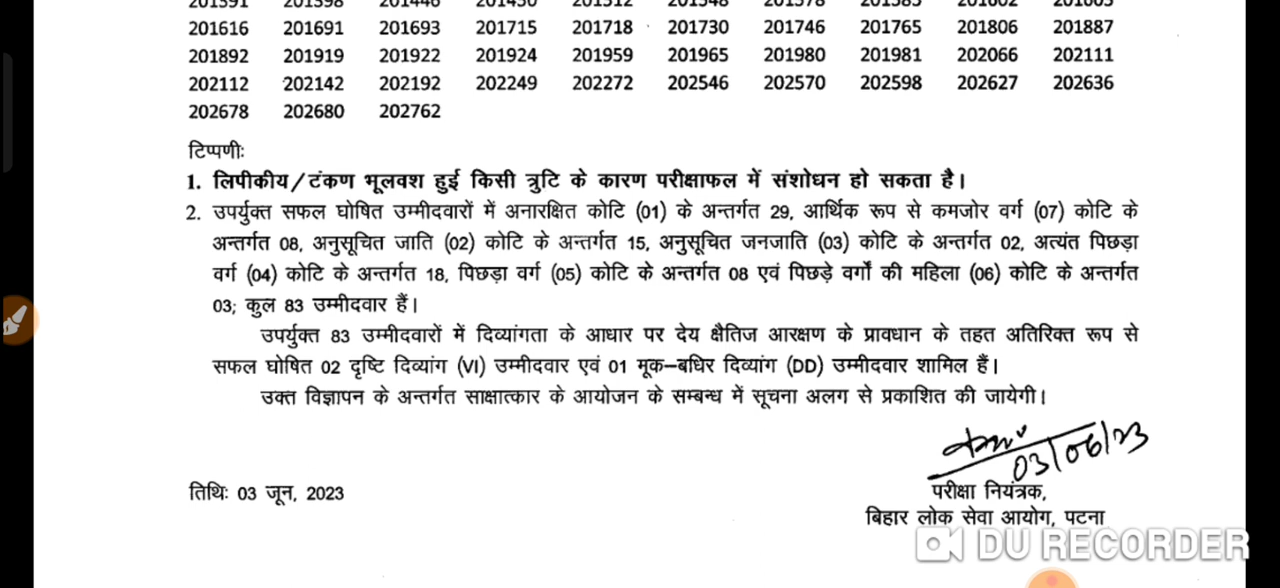 201616 201691 201693 201715 201718 201730 201746 201765 201806 201887
201892 201919 201922 201924 201959 201965 201980 201981 202066 202111
202112 202142 202192 202249 202272 202546 202570 202598 202627 202636
202678 202680 202762
टिप्पणीः
1. लिपीकीय/टंकण भूलवश हुई किसी त्रुटि के कारण परीक्षाफल में संशोधन हो सकता है।
2. उपर्युक्त सफल घोषित उम्मीदवारों में अनारक्षित कोटि (01) के अन्तर्गत 29, आर्थिक रूप से कमजोर वर्ग (07) कोटि के
अन्तर्गत 08, अनुसूचित जाति (02) कोटि के अन्तर्गत 15, अनुसूचित जनजाति (03) कोटि के अन्तर्गत 02, अत्यंत पिछड़ा
वर्ग (04) कोटि के अन्तर्गत 18, पिछड़ा वर्ग (05) कोटि के अन्तर्गत 08 एवं पिछड़े वर्गों की महिला (06) कोटि के अन्तर्गत
03; कुल 83 उम्मीदवार हैं।
उपर्युक्त 83 उम्मीदवारों में दिव्यांगता के आधार पर देय क्षैतिज आरक्षण के प्रावधान के तहत अतिरिक्त रूप से
सफल घोषित 02 दृष्टि दिव्यांग (VI) उम्मीदवार एवं 01 मूक–बधिर दिव्यांग (DD) उम्मीदवार शामिल हैं।
उक्त विज्ञापन के अन्तर्गत साक्षात्कार के आयोजन के सम्बन्ध में सूचना अलग से प्रकाशित की जायेगी।
03/06/23
तिथिः 03 जून, 2023
परीक्षा नियंत्रक,
बिहार लोक सेवा आयोग, पटना
DU RECORDER